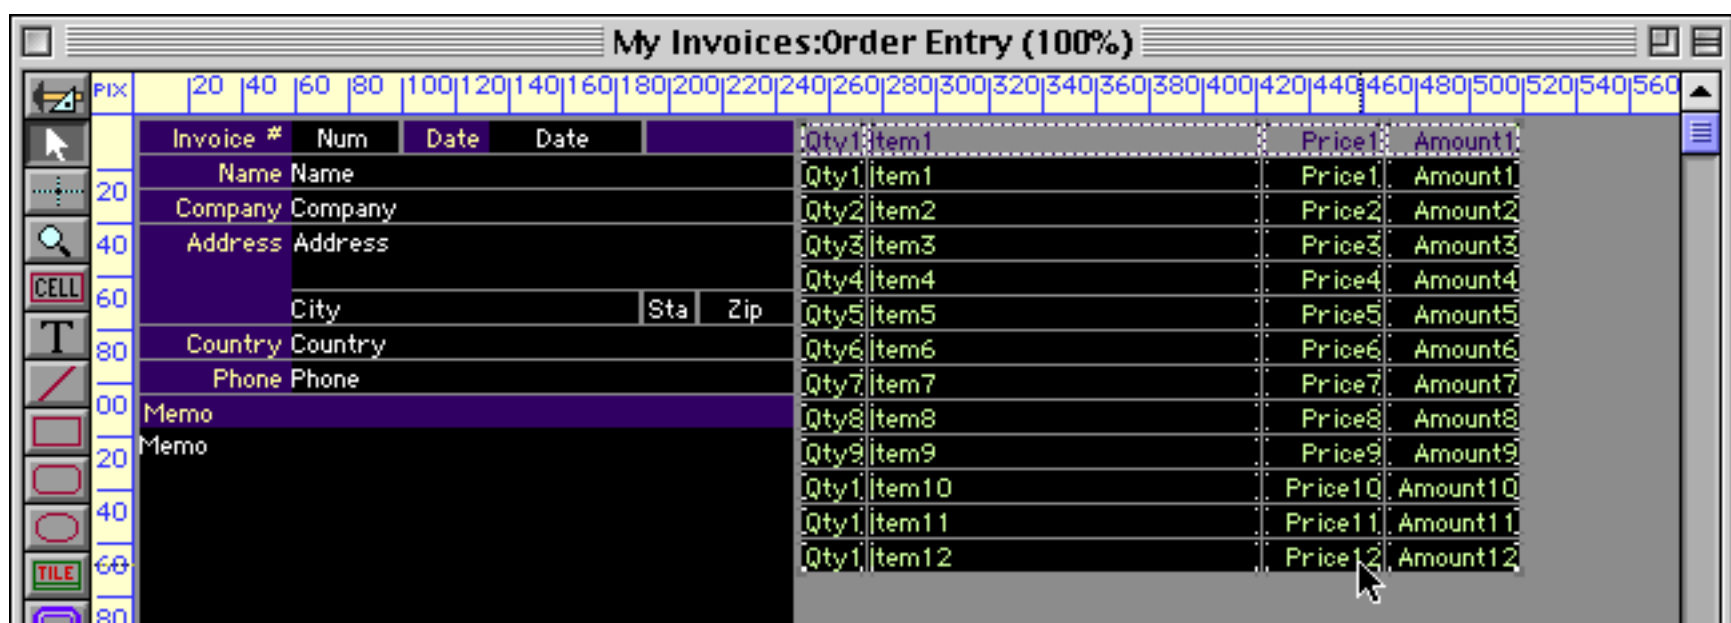 My Invoices:Order Entry (100%)
PIX 20 40 60 80 100 120 140 160 180 200 220 240 260 280 300 320 340 360 380 400 420 440 460 480 500 520 540 560
Invoice # Num Date Date Qty1 Item1 Price1 Amount1
Name Name Qty1 Item1 Price1 Amount1
20
Company Company Qty2 Item2 Price2 Amount2
40 Address Address Qty3 Item3 Price3 Amount3
CELL Qty4 Item4 Price4 Amount4
60 City Sta Zip Qty5 Item5 Price5 Amount5
T 80 Country Country Qty6 Item6 Price6 Amount6
Phone Phone Qty7 Item7 Price7 Amount7
00 Memo Qty8 Item8 Price8 Amount8
20 Memo Qty9 Item9 Price9 Amount9
Qty1 Item10 Price10 Amount10
40 Qty1 Item11 Price11 Amount11
TILE 60 Qty1 Item12 Price12 Amount12
80